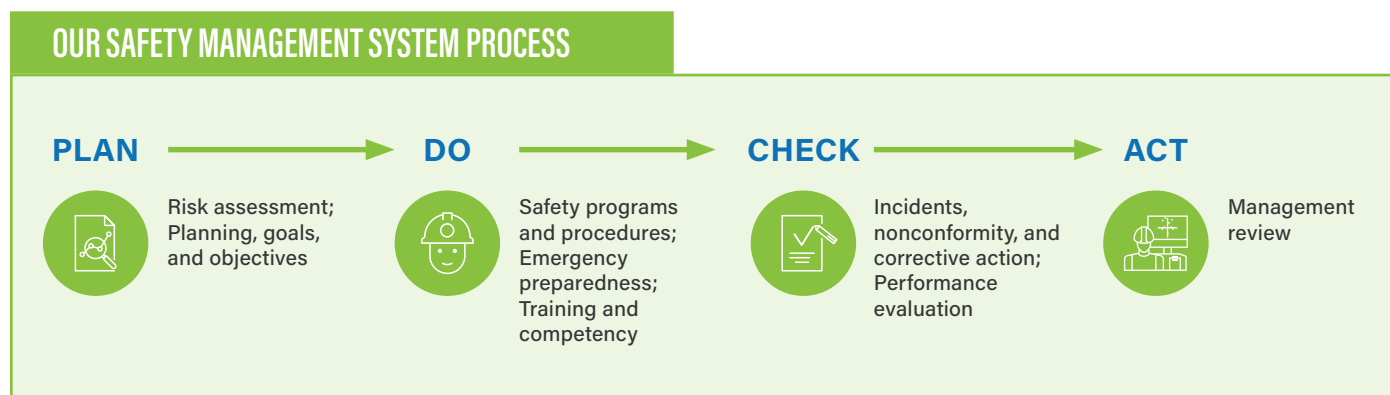 OUR SAFETY MANAGEMENT SYSTEM PROCESS
PLAN
Risk assessment;
Planning, goals,
and objectives
DO
Safety programs
and procedures;
Emergency
preparedness;
Training and
competency
CHECK
Incidents,
nonconformity, and
corrective action;
Performance
evaluation
ACT
Management
review